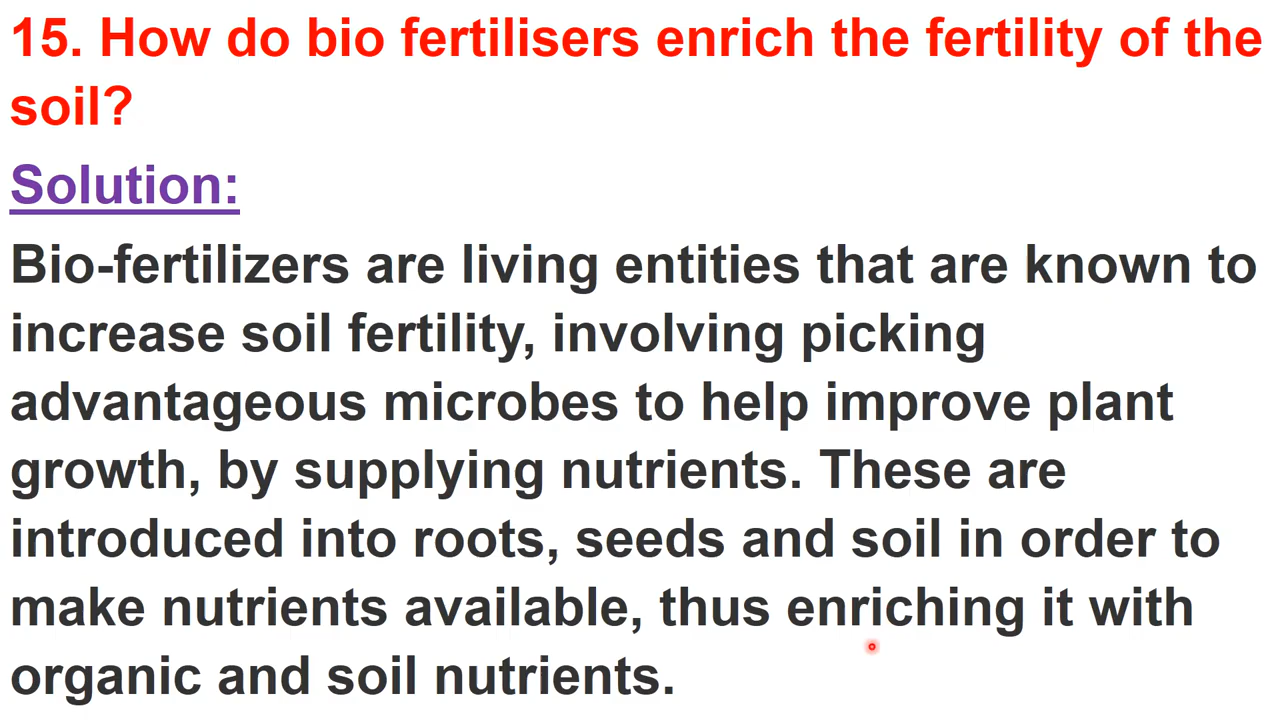 15. How do bio fertilisers enrich the fertility of the
soil?
Solution:
Bio-fertilizers are living entities that are known to
increase soil fertility, involving picking
advantageous microbes to help improve plant
growth, by supplying nutrients. These are
introduced into roots, seeds and soil in order to
make nutrients available, thus enriching it with
organic and soil nutrients.